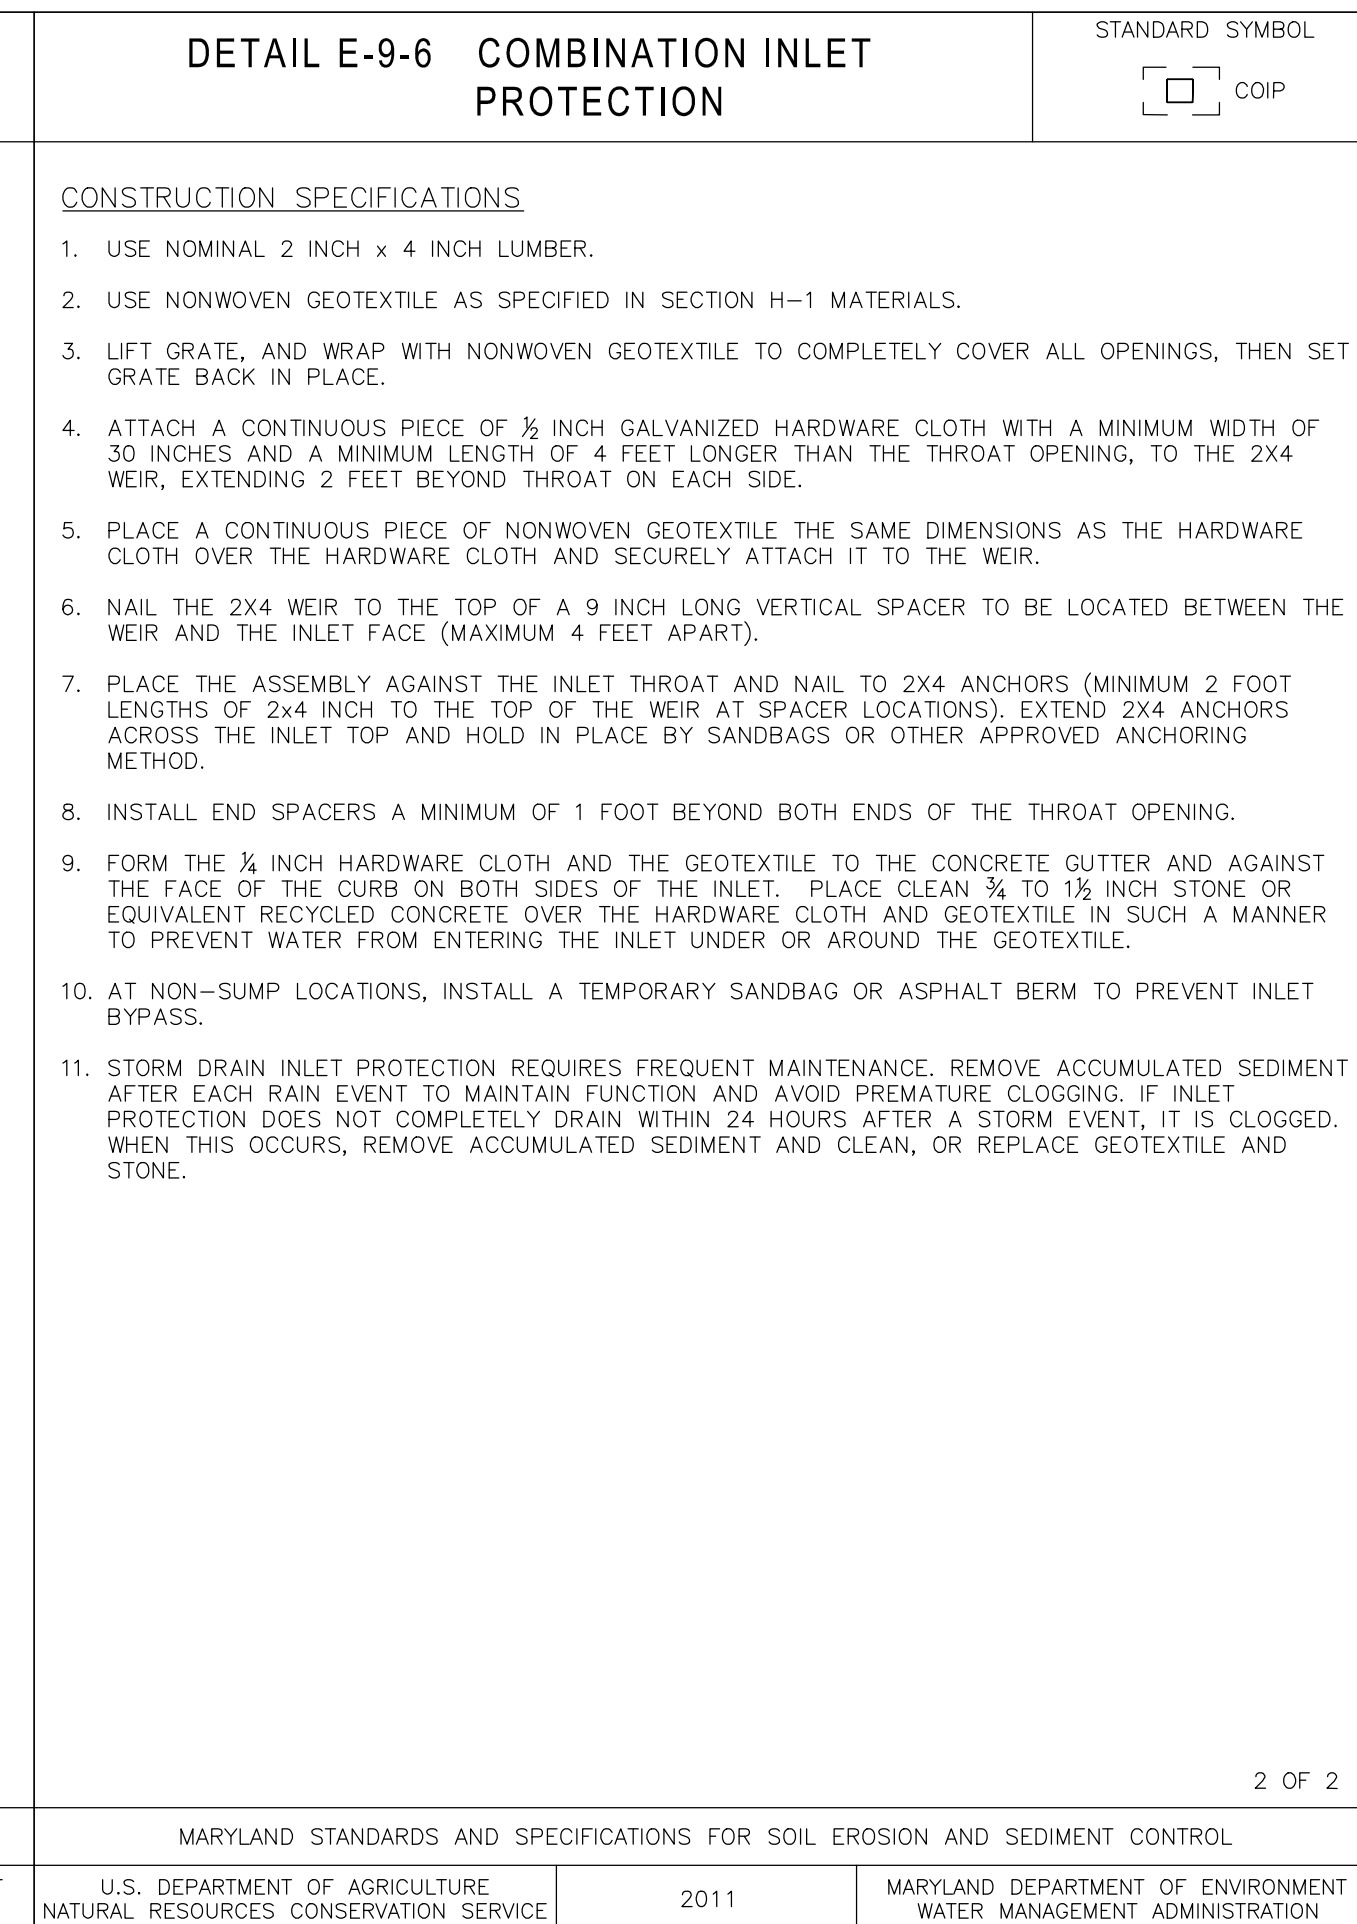 DETAIL E-9-6 COMBINATION INLET
PROTECTION
STANDARD SYMBOL
COIP
CONSTRUCTION SPECIFICATIONS
1. USE NOMINAL 2 INCH x 4 INCH LUMBER.
2. USE NONWOVEN GEOTEXTILE AS SPECIFIED IN SECTION H-1 MATERIALS.
3. LIFT GRATE, AND WRAP WITH NONWOVEN GEOTEXTILE TO COMPLETELY COVER ALL OPENINGS, THEN SET
GRATE BACK IN PLACE.
4. ATTACH A CONTINUOUS PIECE OF ½ INCH GALVANIZED HARDWARE CLOTH WITH A MINIMUM WIDTH OF
30 INCHES AND A MINIMUM LENGTH OF 4 FEET LONGER THAN THE THROAT OPENING, TO THE 2X4
WEIR, EXTENDING 2 FEET BEYOND THROAT ON EACH SIDE.
5. PLACE A CONTINUOUS PIECE OF NONWOVEN GEOTEXTILE THE SAME DIMENSIONS AS THE HARDWARE
CLOTH OVER THE HARDWARE CLOTH AND SECURELY ATTACH IT TO THE WEIR.
6. NAIL THE 2X4 WEIR TO THE TOP OF A 9 INCH LONG VERTICAL SPACER TO BE LOCATED BETWEEN THE
WEIR AND THE INLET FACE (MAXIMUM 4 FEET APART).
7. PLACE THE ASSEMBLY AGAINST THE INLET THROAT AND NAIL TO 2X4 ANCHORS (MINIMUM 2 FOOT
LENGTHS OF 2x4 INCH TO THE TOP OF THE WEIR AT SPACER LOCATIONS). EXTEND 2X4 ANCHORS
ACROSS THE INLET TOP AND HOLD IN PLACE BY SANDBAGS OR OTHER APPROVED ANCHORING
METHOD.
8. INSTALL END SPACERS A MINIMUM OF 1 FOOT BEYOND BOTH ENDS OF THE THROAT OPENING.
9. FORM THE ¼ INCH HARDWARE CLOTH AND THE GEOTEXTILE TO THE CONCRETE GUTTER AND AGAINST
THE FACE OF THE CURB ON BOTH SIDES OF THE INLET. PLACE CLEAN ¾ TO 1½ INCH STONE OR
EQUIVALENT RECYCLED CONCRETE OVER THE HARDWARE CLOTH AND GEOTEXTILE IN SUCH A MANNER
TO PREVENT WATER FROM ENTERING THE INLET UNDER OR AROUND THE GEOTEXTILE.
10. AT NON-SUMP LOCATIONS, INSTALL A TEMPORARY SANDBAG OR ASPHALT BERM TO PREVENT INLET
BYPASS.
11. STORM DRAIN INLET PROTECTION REQUIRES FREQUENT MAINTENANCE. REMOVE ACCUMULATED SEDIMENT
AFTER EACH RAIN EVENT TO MAINTAIN FUNCTION AND AVOID PREMATURE CLOGGING. IF INLET
PROTECTION DOES NOT COMPLETELY DRAIN WITHIN 24 HOURS AFTER A STORM EVENT, IT IS CLOGGED.
WHEN THIS OCCURS, REMOVE ACCUMULATED SEDIMENT AND CLEAN, OR REPLACE GEOTEXTILE AND
STONE.
2 OF 2
MARYLAND STANDARDS AND SPECIFICATIONS FOR SOIL EROSION AND SEDIMENT CONTROL
U.S. DEPARTMENT OF AGRICULTURE
NATURAL RESOURCES CONSERVATION SERVICE
2011
MARYLAND DEPARTMENT OF ENVIRONMENT
WATER MANAGEMENT ADMINISTRATION